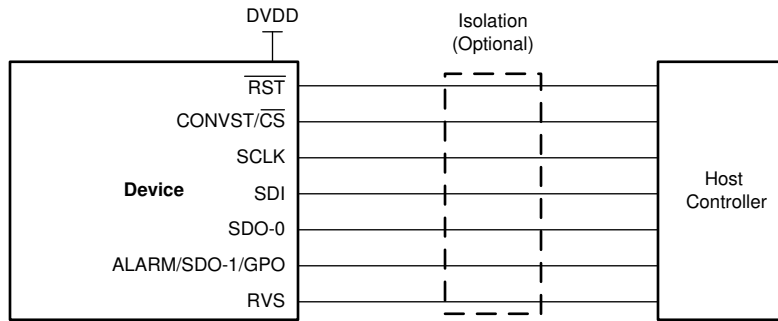 DVDD
Isolation
(Optional)
RST
CONVST/CS
SCLK
Device
SDI
SDO-0
ALARM/SDO-1/GPO
RVS
Host
Controller